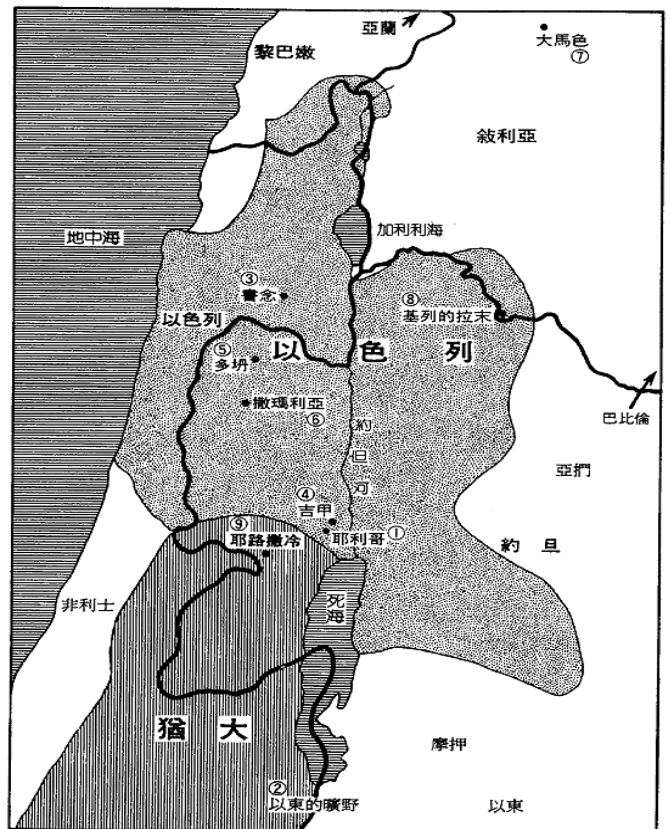 亞蘭
大馬色
⑦
黎巴嫩
敍利亞
地中海
加利利海
③
書念
⑧
基列的拉末
以色列
以色列
⑤
多坍
撒瑪利亞
⑥
巴比倫
約但河
亞捫
④
吉甲
⑨
耶路撒冷
耶利哥①
約旦
非利士
死海
猶大
摩押
②
以東的曠野
以東